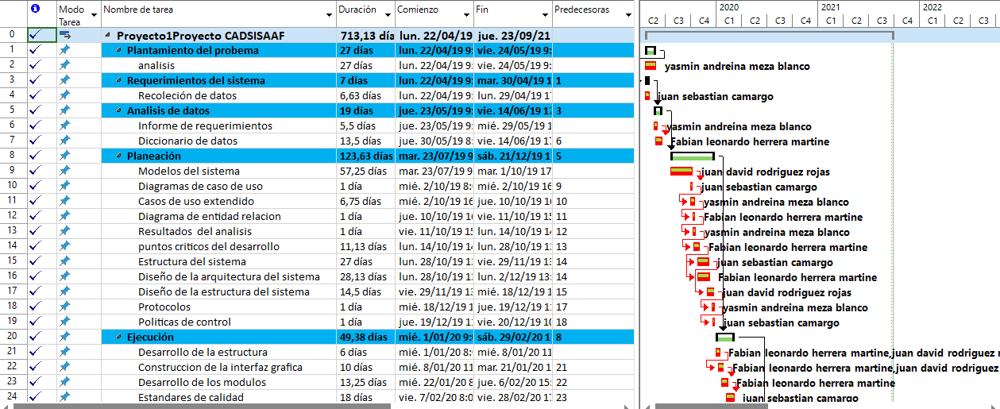 Modo Tarea Nombre de tarea Duración Comienzo Fin Predecesoras
2020 2021 2022
C2 C3 C4 C1 C2 C3 C4 C1 C2 C3
0 Proyecto1Proyecto CADSISAAF 713,13 día lun. 22/04/19 jue. 23/09/21
1 Plantamiento del probema 27 días lun. 22/04/19 9: vie. 24/05/19 9:
2 analisis 27 días lun. 22/04/19 9: vie. 24/05/19 9: yasmin andreina meza blanco
3 Requerimientos del sistema 7 días lun. 22/04/19 9: mar. 30/04/19 1 1
4 Recoleción de datos 6,63 días lun. 22/04/19 9: lun. 29/04/19 17 juan sebastian camargo
5 Analisis de datos 19 días jue. 23/05/19 9: vie. 14/06/19 17 3
6 Informe de requerimientos 5,5 días jue. 23/05/19 9: mié. 29/05/19 1 yasmin andreina meza blanco
7 Diccionario de datos 13,5 días jue. 30/05/19 8: vie. 14/06/19 17 6 Fabian leonardo herrera martine
8 Planeación 123,63 días mar. 23/07/19 9 sáb. 21/12/19 1 5
9 Modelos del sistema 57,25 días mar. 23/07/19 9 mar. 1/10/19 17 juan david rodriguez rojas
10 Diagramas de caso de uso 1 día mié. 2/10/19 8: mié. 2/10/19 16 9 juan sebastian camargo
11 Casos de uso extendido 6,75 días mié. 2/10/19 16 jue. 10/10/19 1 10 yasmin andreina meza blanco
12 Diagrama de entidad relacion 1 día jue. 10/10/19 1 vie. 11/10/19 15 11 Fabian leonardo herrera martine
13 Resultados del analisis 1 día vie. 11/10/19 15 lun. 14/10/19 14 12 yasmin andreina meza blanco
14 puntos criticos del desarrollo 11,13 días lun. 14/10/19 14 lun. 28/10/19 13 13 Fabian leonardo herrera martine
15 Estructura del sistema 27 días lun. 28/10/19 13 vie. 29/11/19 13 14 juan sebastian camargo
16 Diseño de la arquitectura del sistema 28,13 días lun. 28/10/19 13 lun. 2/12/19 13: 14 Fabian leonardo herrera martine
17 Diseño de la estructura del sistema 14,5 días vie. 29/11/19 13 mié. 18/12/19 1 15 juan david rodriguez rojas
18 Protocolos 1 día mié. 18/12/19 1 jue. 19/12/19 11 17 yasmin andreina meza blanco
19 Politicas de control 1 día jue. 19/12/19 11 vie. 20/12/19 10 18 juan sebastian camargo
20 Ejecución 49,38 días mié. 1/01/20 9: sáb. 29/02/20 1 8
21 Desarrollo de la estructura 6 días mié. 1/01/20 8: mié. 8/01/20 11 Fabian leonardo herrera martine,juan david rodriguez r
22 Construccion de la interfaz grafica 10 días mié. 8/01/20 11 mar. 21/01/20 1 21 Fabian leonardo herrera martine,juan david rodriguez
23 Desarrollo de los modulos 13,25 días mié. 22/01/20 8 jue. 6/02/20 15: 22 Fabian leonardo herrera martine
24 Estandares de calidad 18 días vie. 7/02/20 8:0 vie. 28/02/20 17 23 juan sebastian camargo